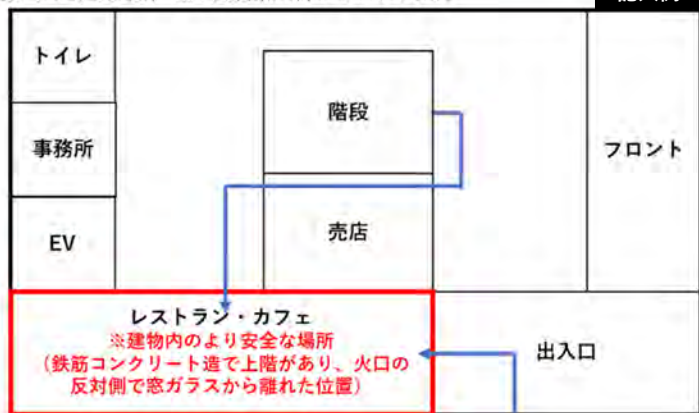 トイレ
階段
事務所
フロント
売店
EV
レストラン・カフェ
※建物内のより安全な場所
(鉄筋コンクリート造で上階があり、火口の
反対側で窓ガラスから離れた位置)
出入口